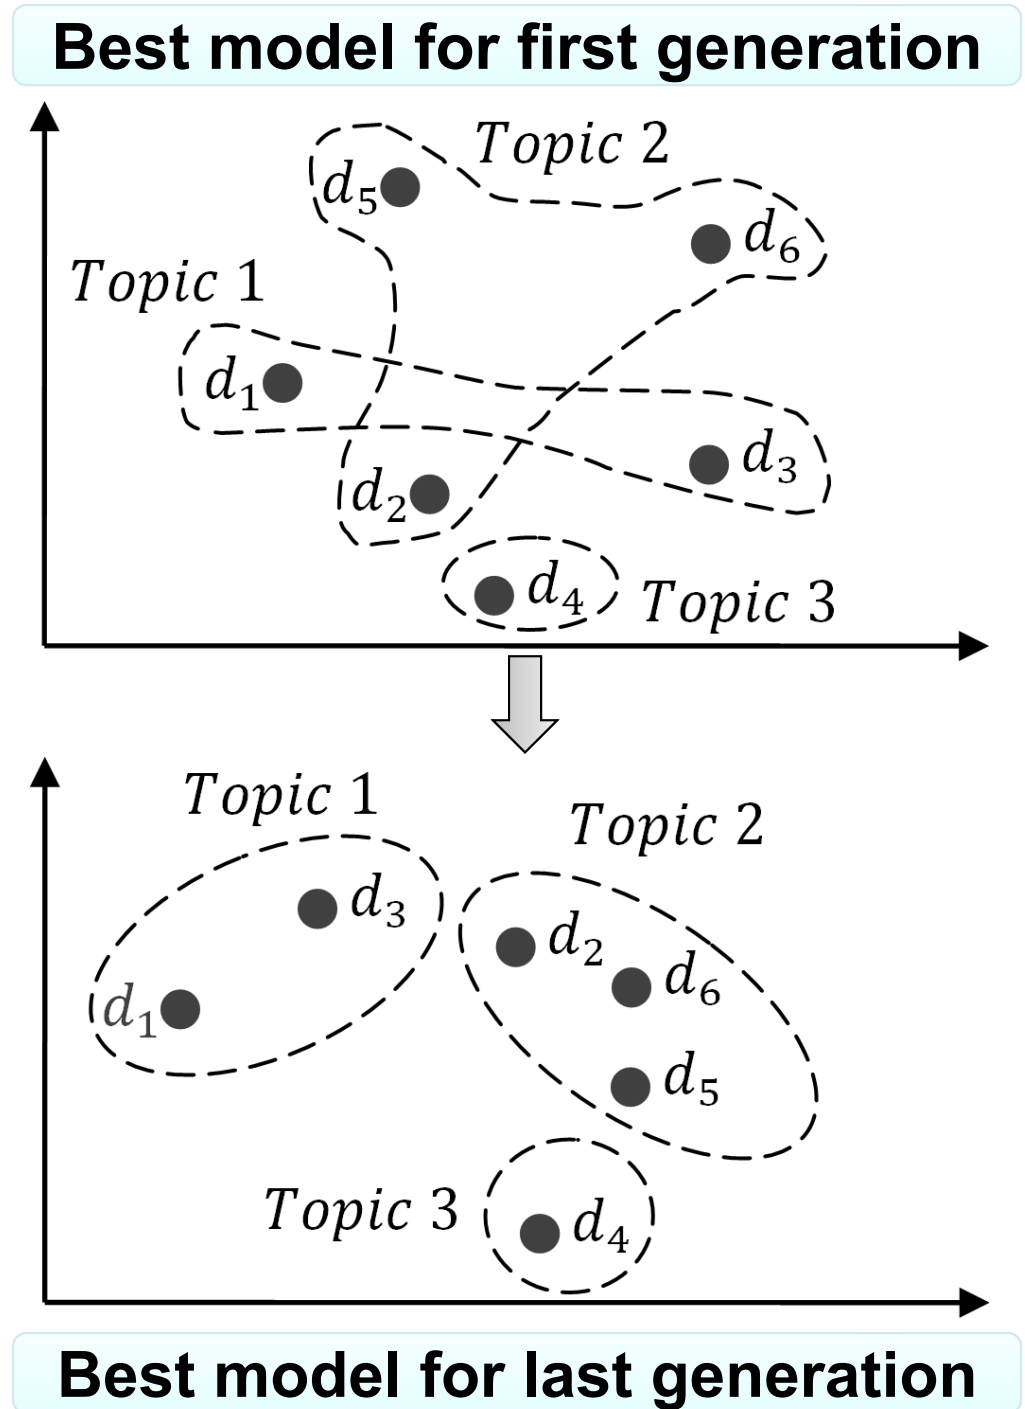 Best model for first generation
Topic 2
d₅
d₆
Topic 1
d₁
d₃
d₂
d₄
Topic 3
Topic 1
Topic 2
d₃
d₂
d₆
d₁
d₅
Topic 3
d₄
Best model for last generation